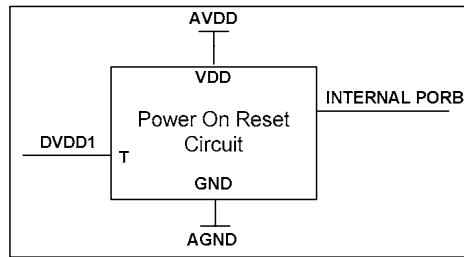 AVDD
VDD
INTERNAL PORB
Power On Reset
Circuit
DVDD1
T
GND
AGND